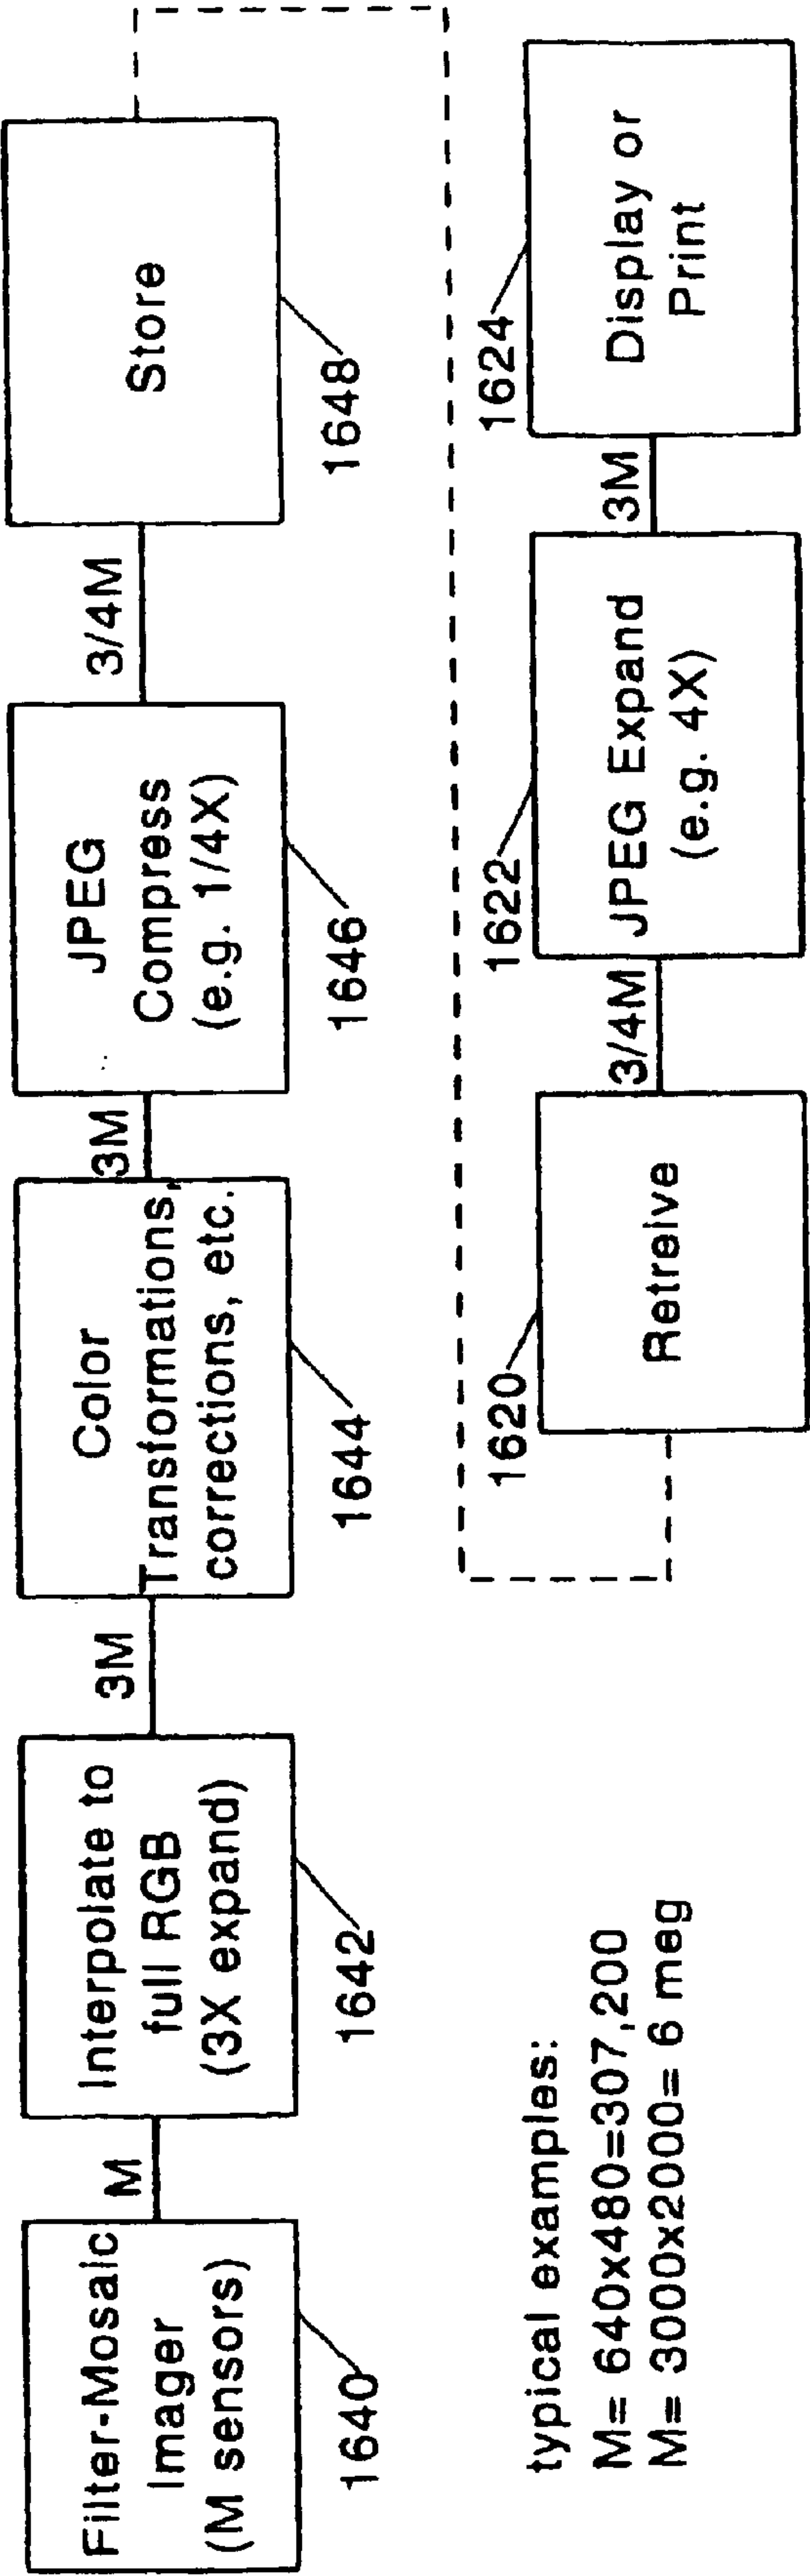 Filter-Mosaic
Imager
(M sensors)
1640
M
Interpolate to
full RGB
(3X expand)
1642
3M
Color
Transformations,
corrections, etc.
1644
3M
JPEG
Compress
(e.g. 1/4X)
1646
3/4M
Store
1648
Retreive
1620
3/4M
JPEG Expand
(e.g. 4X)
1622
3M
Display or
Print
1624
typical examples:
M= 640x480=307,200
M= 3000x2000= 6 meg